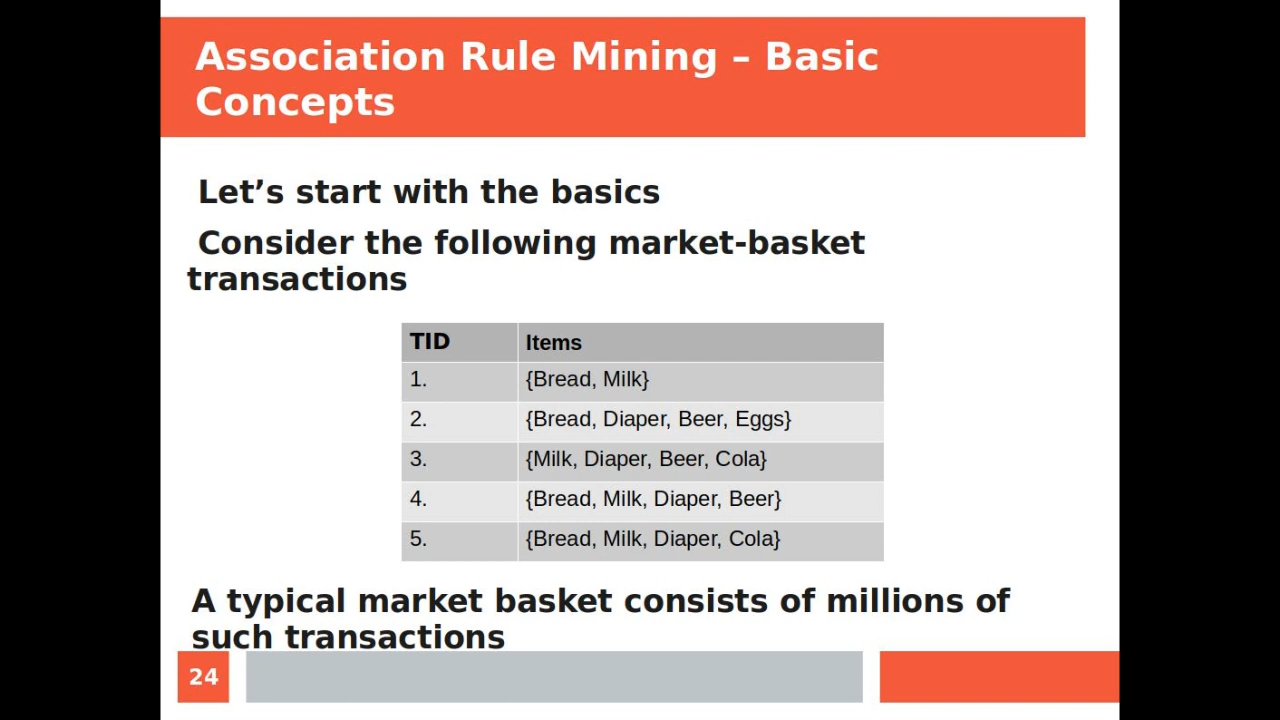 Association Rule Mining – Basic
Concepts
Let’s start with the basics
Consider the following market-basket
transactions
TID Items
1. {Bread, Milk}
2. {Bread, Diaper, Beer, Eggs}
3. {Milk, Diaper, Beer, Cola}
4. {Bread, Milk, Diaper, Beer}
5. {Bread, Milk, Diaper, Cola}
A typical market basket consists of millions of
such transactions
24